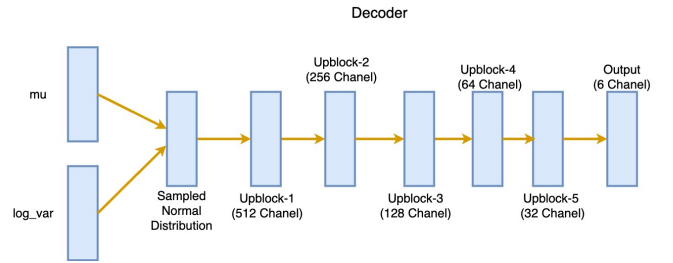 Decoder
mu
log_var
Sampled
Normal
Distribution
Upblock-1
(512 Chanel)
Upblock-2
(256 Chanel)
Upblock-3
(128 Chanel)
Upblock-4
(64 Chanel)
Upblock-5
(32 Chanel)
Output
(6 Chanel)